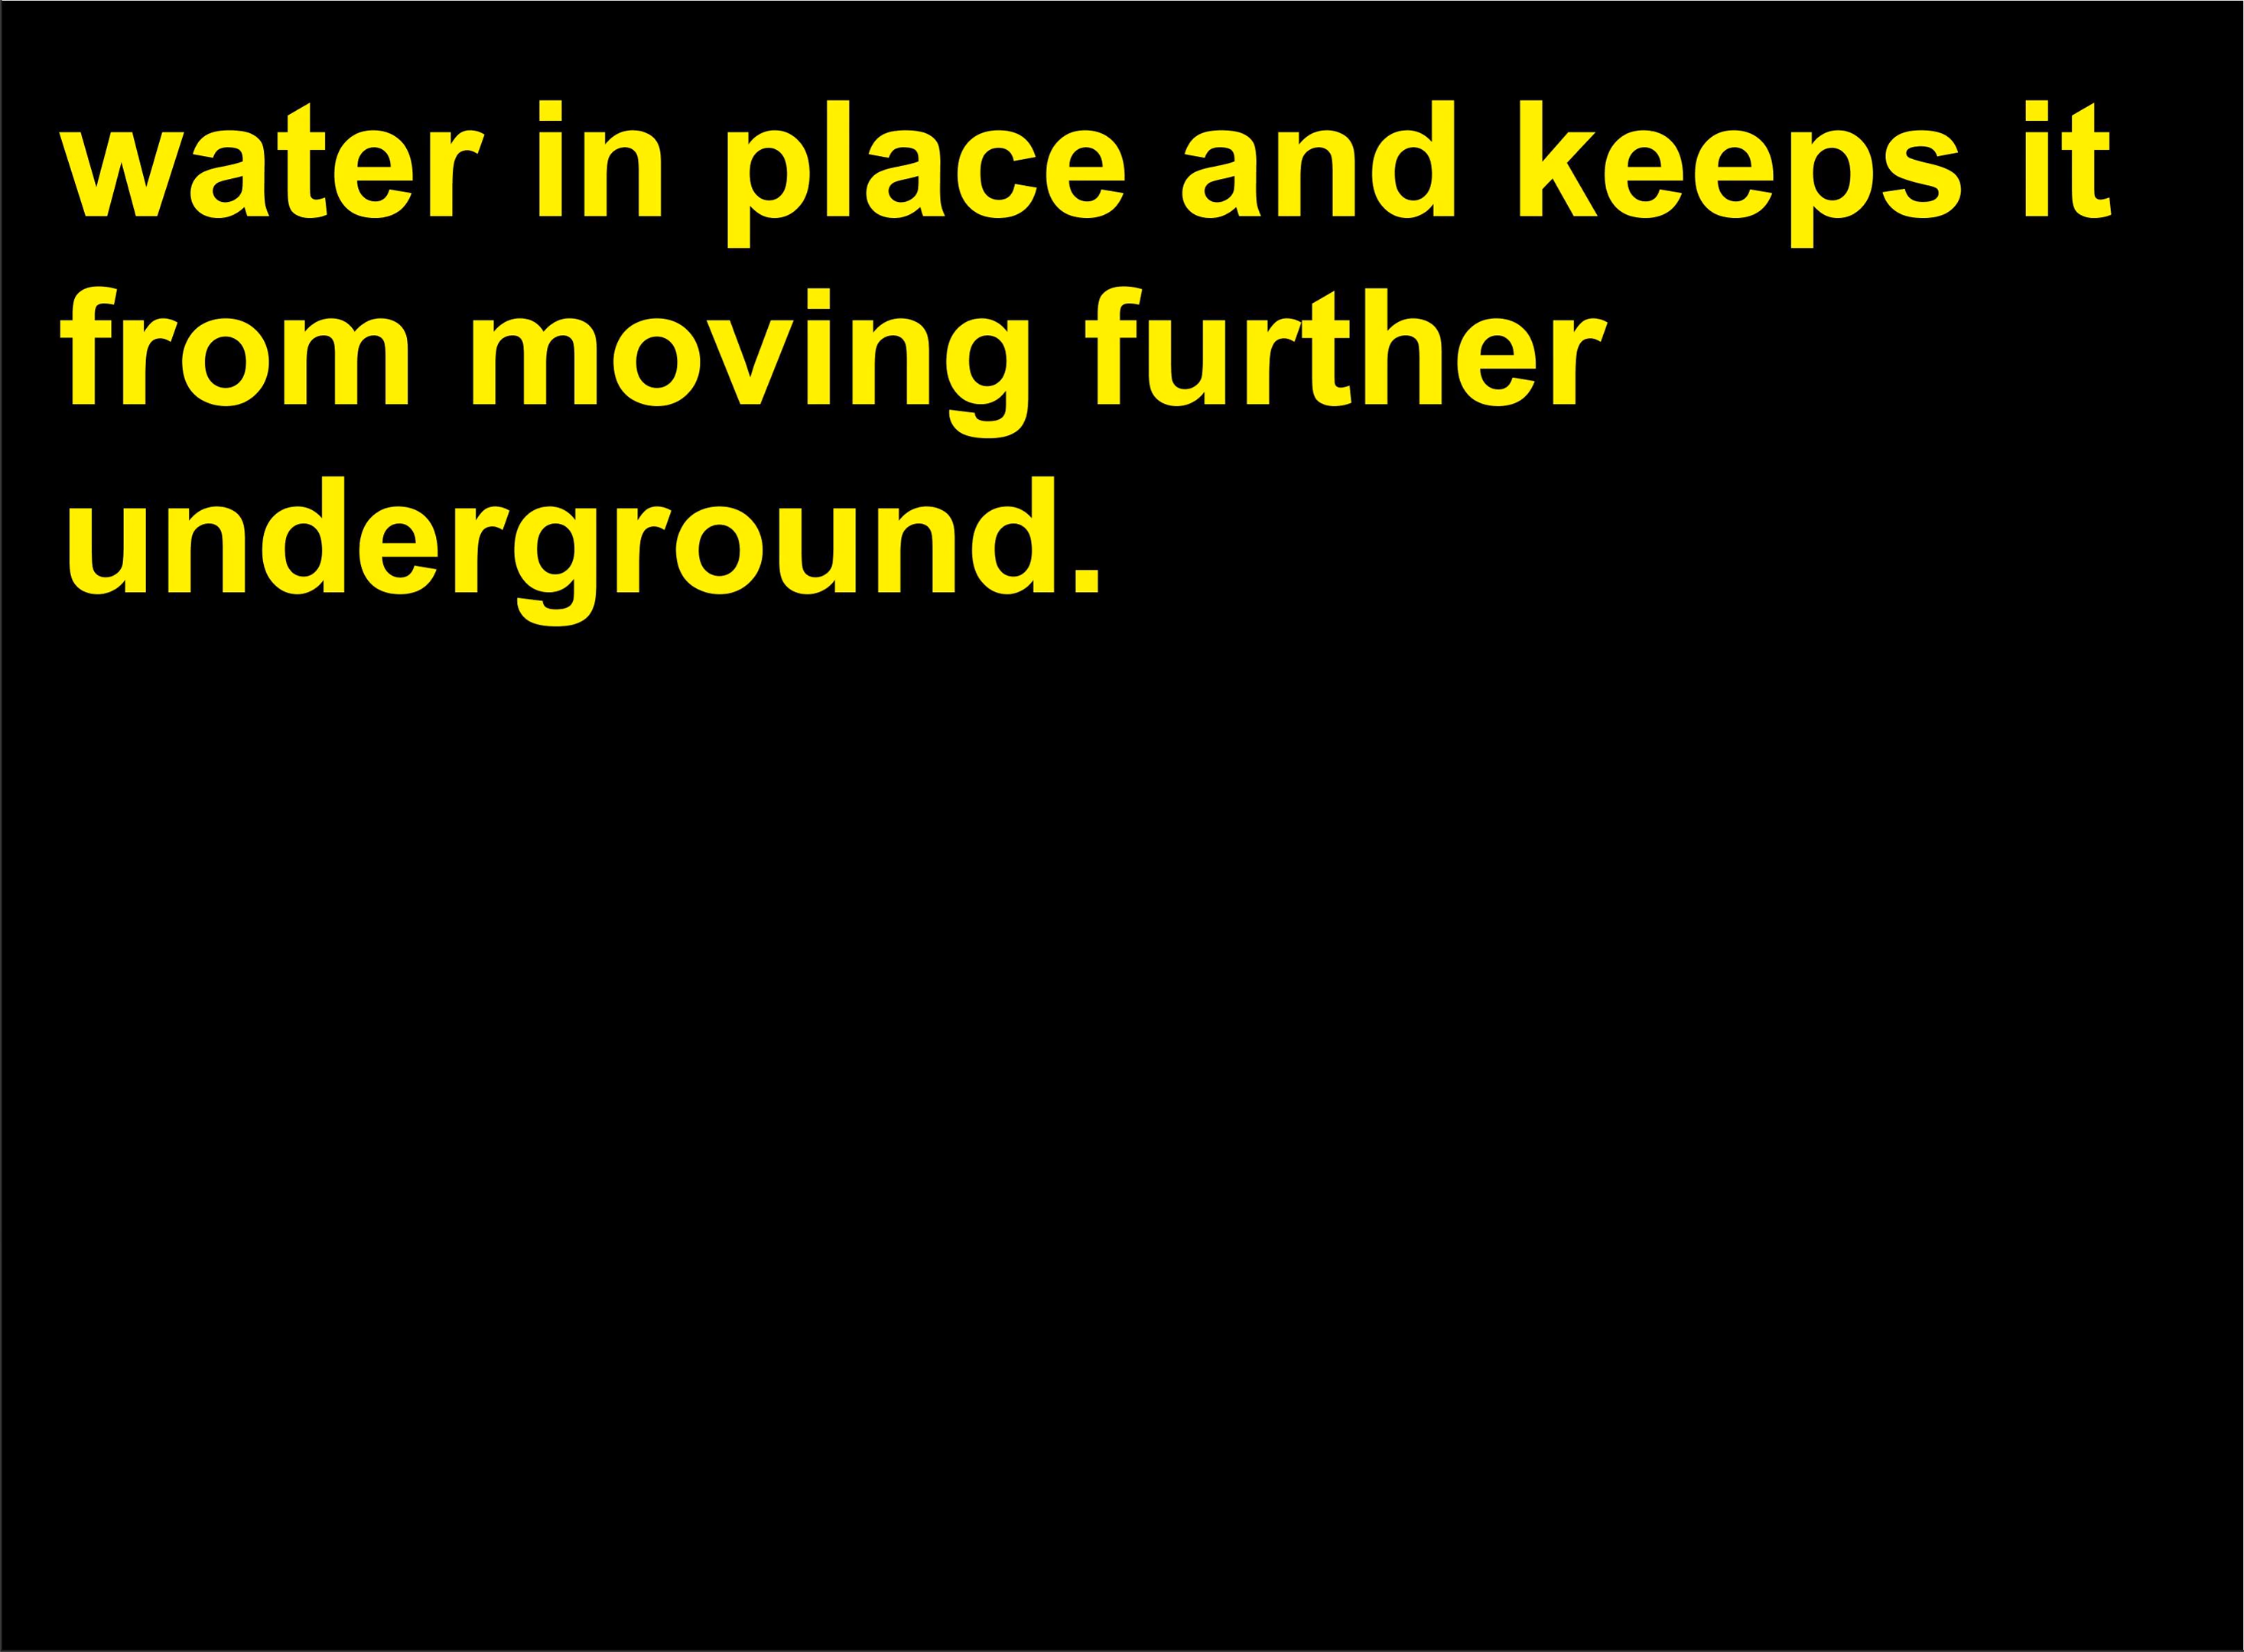 water in place and keeps it
from moving further
underground.